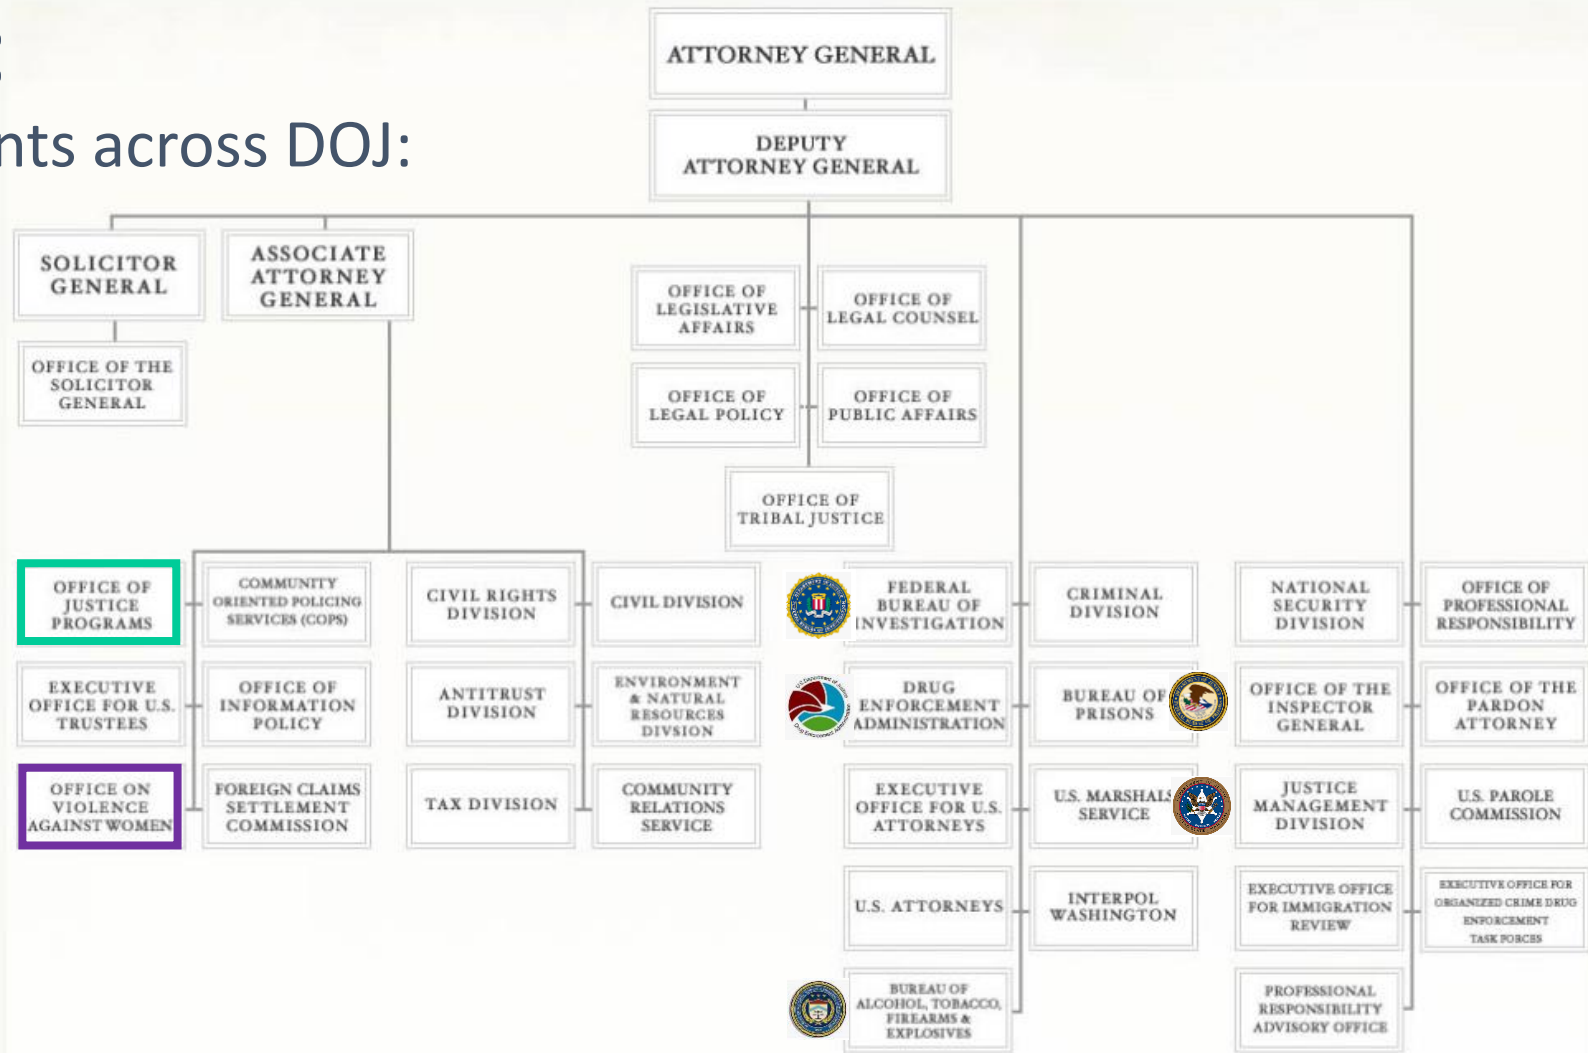 nts across DOJ:
ATTORNEY GENERAL
DEPUTY
ATTORNEY GENERAL
SOLICITOR
GENERAL
ASSOCIATE
ATTORNEY
GENERAL
OFFICE OF THE
SOLICITOR
GENERAL
OFFICE OF
LEGISLATIVE
AFFAIRS
OFFICE OF
LEGAL COUNSEL
OFFICE OF
LEGAL POLICY
OFFICE OF
PUBLIC AFFAIRS
OFFICE OF
TRIBAL JUSTICE
OFFICE OF
JUSTICE
PROGRAMS
COMMUNITY
ORIENTED POLICING
SERVICES (COPS)
CIVIL RIGHTS
DIVISION
CIVIL DIVISION
FEDERAL
BUREAU OF
INVESTIGATION
CRIMINAL
DIVISION
NATIONAL
SECURITY
DIVISION
OFFICE OF
PROFESSIONAL
RESPONSIBILITY
EXECUTIVE
OFFICE FOR U.S.
TRUSTEES
OFFICE OF
INFORMATION
POLICY
ANTITRUST
DIVISION
ENVIRONMENT
& NATURAL
RESOURCES
DIVSION
DRUG
ENFORCEMENT
ADMINISTRATION
BUREAU OF
PRISONS
OFFICE OF THE
INSPECTOR
GENERAL
OFFICE OF THE
PARDON
ATTORNEY
OFFICE ON
VIOLENCE
AGAINST WOMEN
FOREIGN CLAIMS
SETTLEMENT
COMMISSION
TAX DIVISION
COMMUNITY
RELATIONS
SERVICE
EXECUTIVE
OFFICE FOR U.S.
ATTORNEYS
U.S. MARSHALS
SERVICE
JUSTICE
MANAGEMENT
DIVISION
U.S. PAROLE
COMMISSION
U.S. ATTORNEYS
INTERPOL
WASHINGTON
EXECUTIVE OFFICE
FOR IMMIGRATION
REVIEW
EXECUTIVE OFFICE FOR
ORGANIZED CRIME DRUG
ENFORCEMENT
TASK FORCES
BUREAU OF
ALCOHOL, TOBACCO,
FIREARMS &
EXPLOSIVES
PROFESSIONAL
RESPONSIBILITY
ADVISORY OFFICE
U.S. Department of Justice
Drug Enforcement Administration